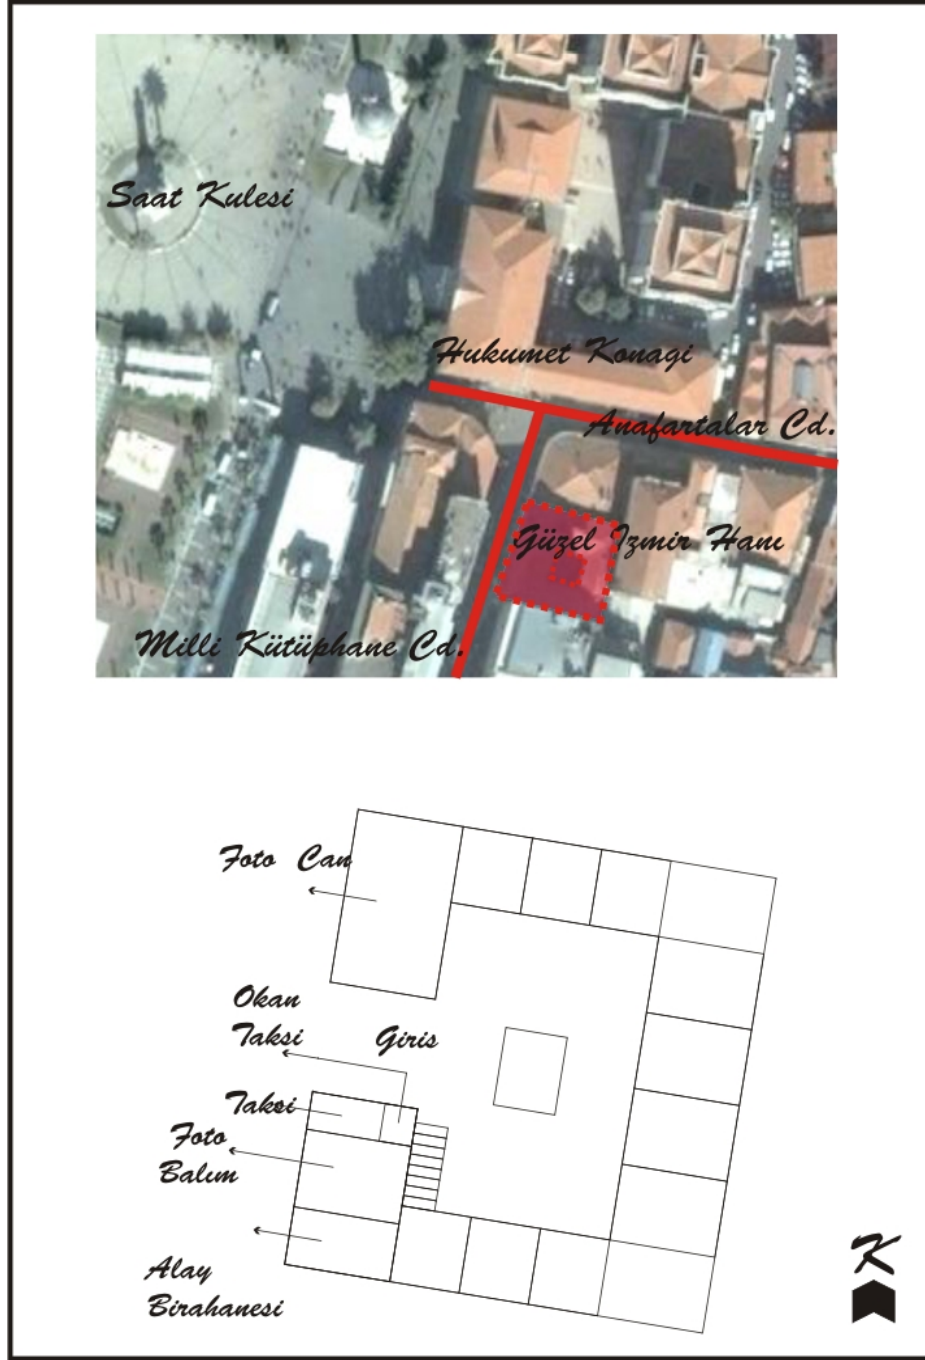 Saat Kulesi
Hukumet Konagi
Anafartalar Cd.
Güzel Izmir Hanı
Milli Kütüphane Cd.
Foto Can
Okan
Taksi
Giris
Taksi
Foto
Balım
Alay
Birahanesi
K